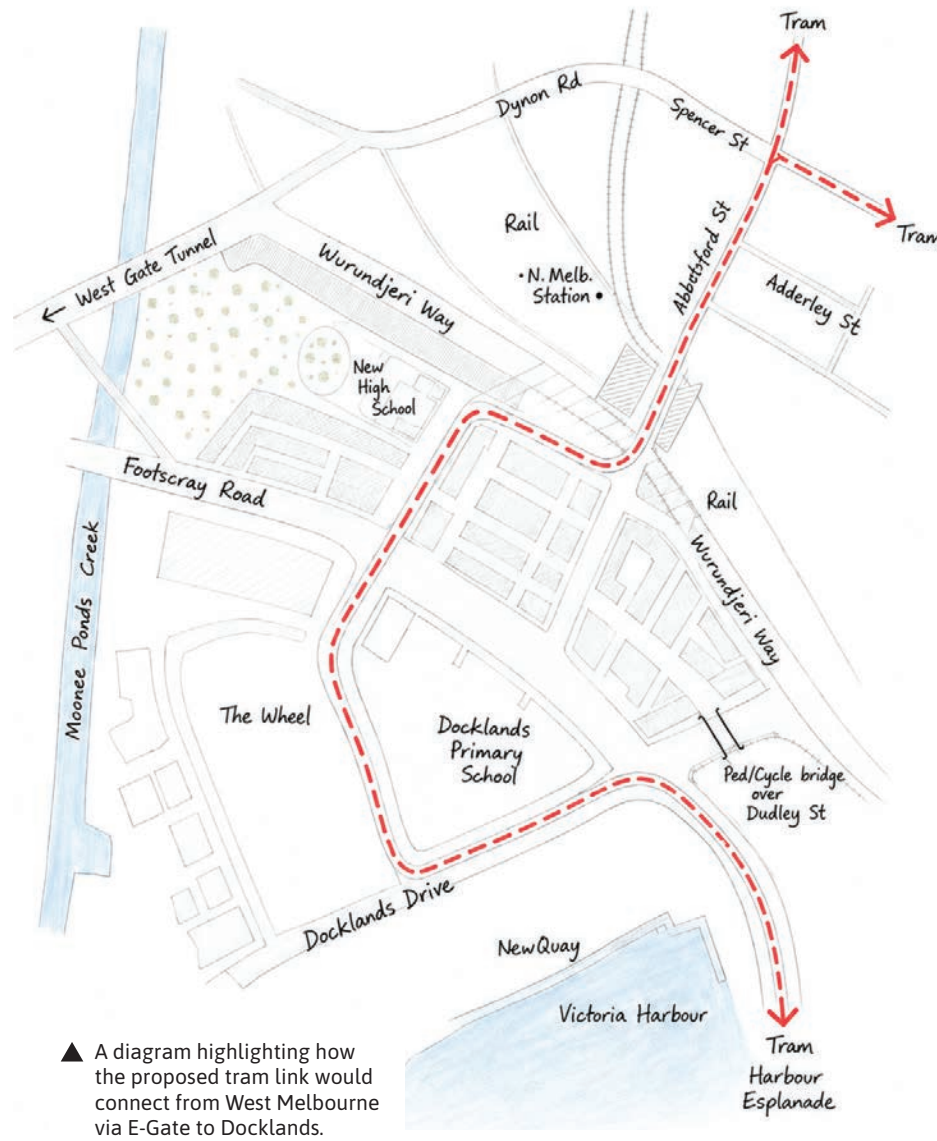 Tram
Dynon Rd
Spencer St
Tram
Abbotsford St
Rail
N. Melb.
Station
Adderley St
← West Gate Tunnel
Wurundjeri Way
New
High
School
Footscray Road
Rail
Wurundjeri Way
Moonee Ponds Creek
The Wheel
Docklands
Primary
School
Ped/Cycle bridge
over
Dudley St
Docklands Drive
NewQuay
Victoria Harbour
Tram
Harbour
Esplanade
▲ A diagram highlighting how
the proposed tram link would
connect from West Melbourne
via E-Gate to Docklands.